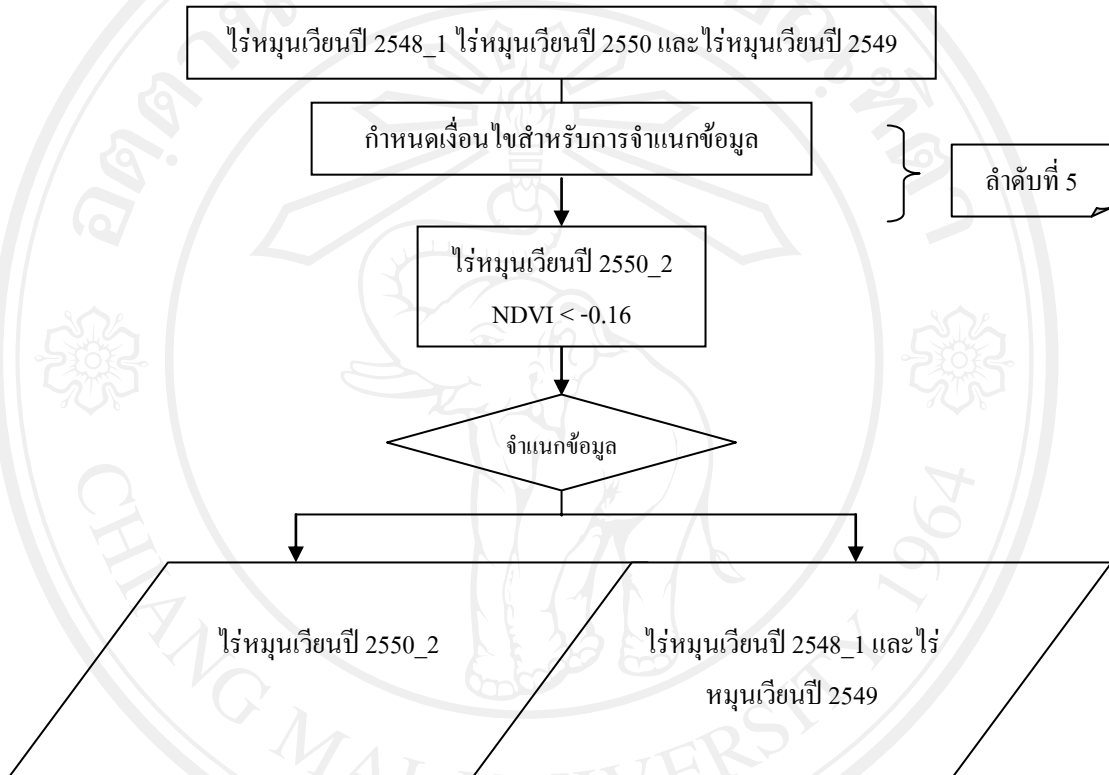 ไร่หมุนเวียนปี 2548_1 ไร่หมุนเวียนปี 2550 และไร่หมุนเวียนปี 2549
กำหนดเงื่อนไขสำหรับการจำแนกข้อมูล
ลำดับที่ 5
ไร่หมุนเวียนปี 2550_2
NDVI < -0.16
จำแนกข้อมูล
ไร่หมุนเวียนปี 2550_2
ไร่หมุนเวียนปี 2548_1 และไร่
หมุนเวียนปี 2549
CHIANG MAI UNIVERSITY 1964